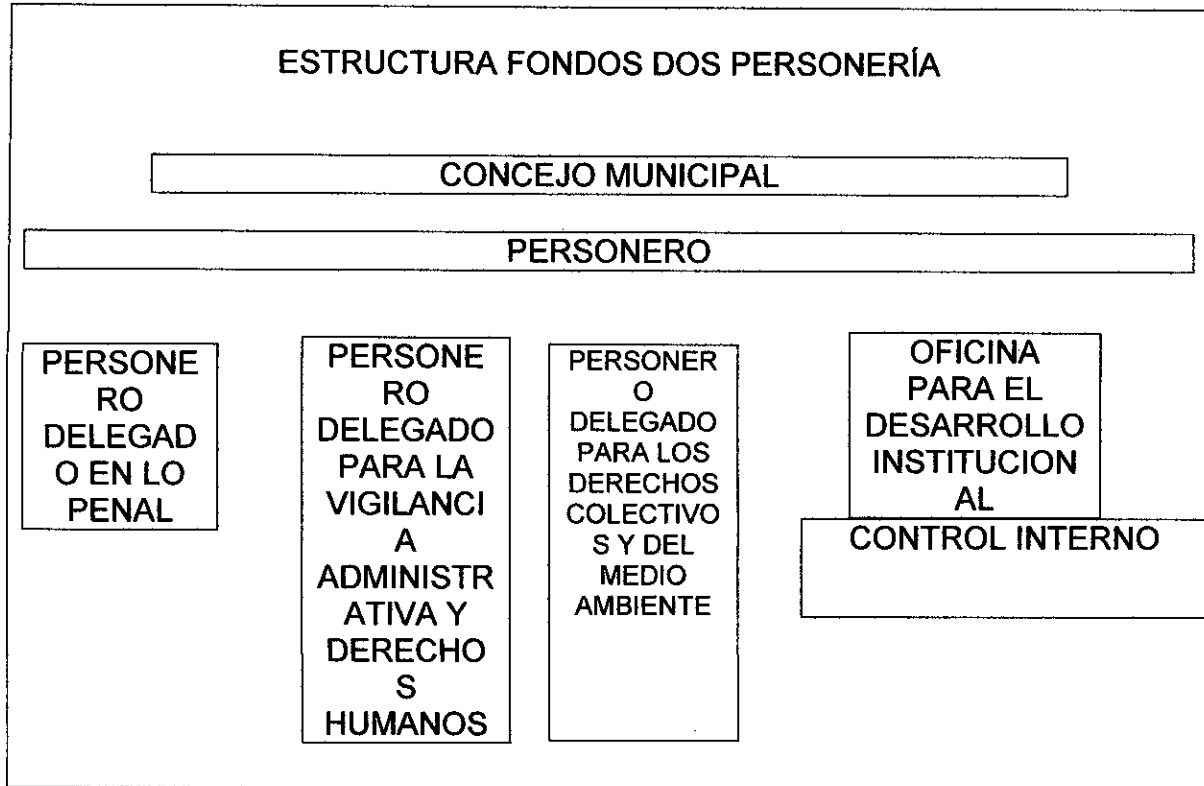 ESTRUCTURA FONDOS DOS PERSONERÍA
CONCEJO MUNICIPAL
PERSONERO
PERSONE
RO
DELEGAD
O EN LO
PENAL
PERSONE
RO
DELEGADO
PARA LA
VIGILANCI
A
ADMINISTR
ATIVA Y
DERECHO
S
HUMANOS
PERSONER
O
DELEGADO
PARA LOS
DERECHOS
COLECTIVO
S Y DEL
MEDIO
AMBIENTE
OFICINA
PARA EL
DESARROLLO
INSTITUCION
AL
CONTROL INTERNO